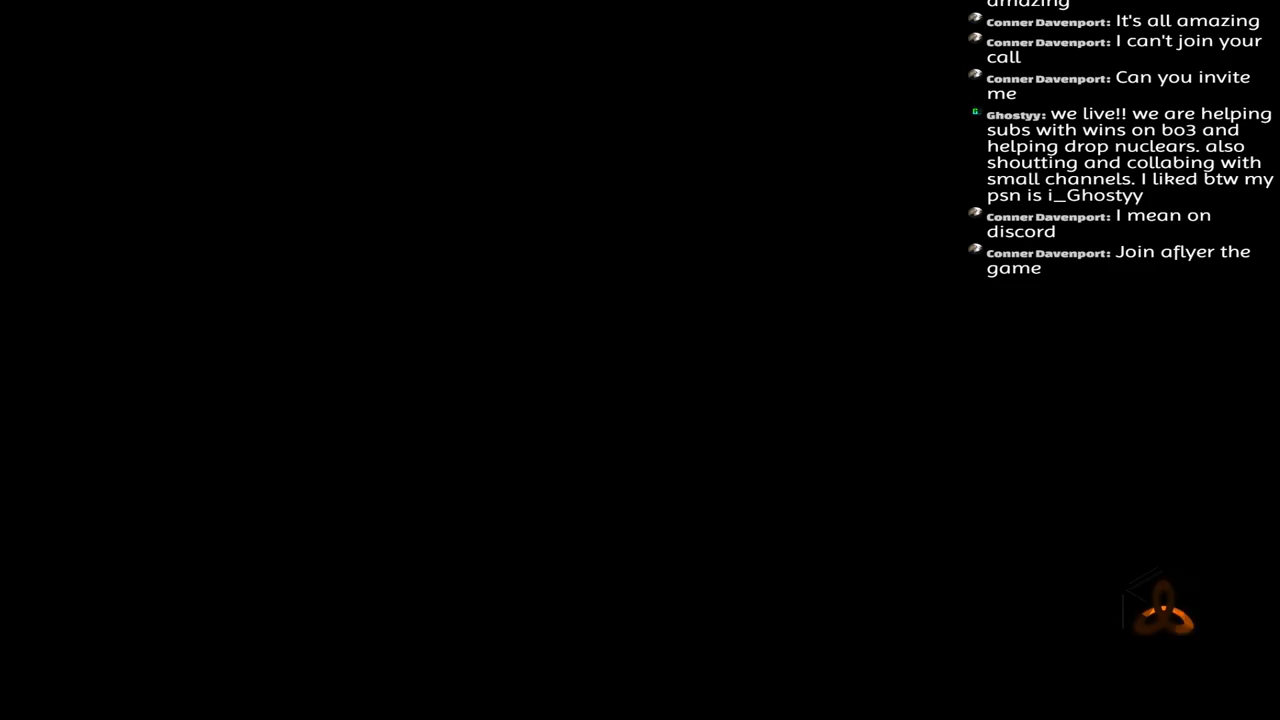 amazing
Conner Davenport: It's all amazing
Conner Davenport: I can't join your
call
Conner Davenport: Can you invite
me
Ghostyy: we live!! we are helping
subs with wins on bo3 and
helping drop nuclears. also
shoutting and collabing with
small channels. I liked btw my
psn is i_Ghostyy
Conner Davenport: I mean on
discord
Conner Davenport: Join aflyer the
game